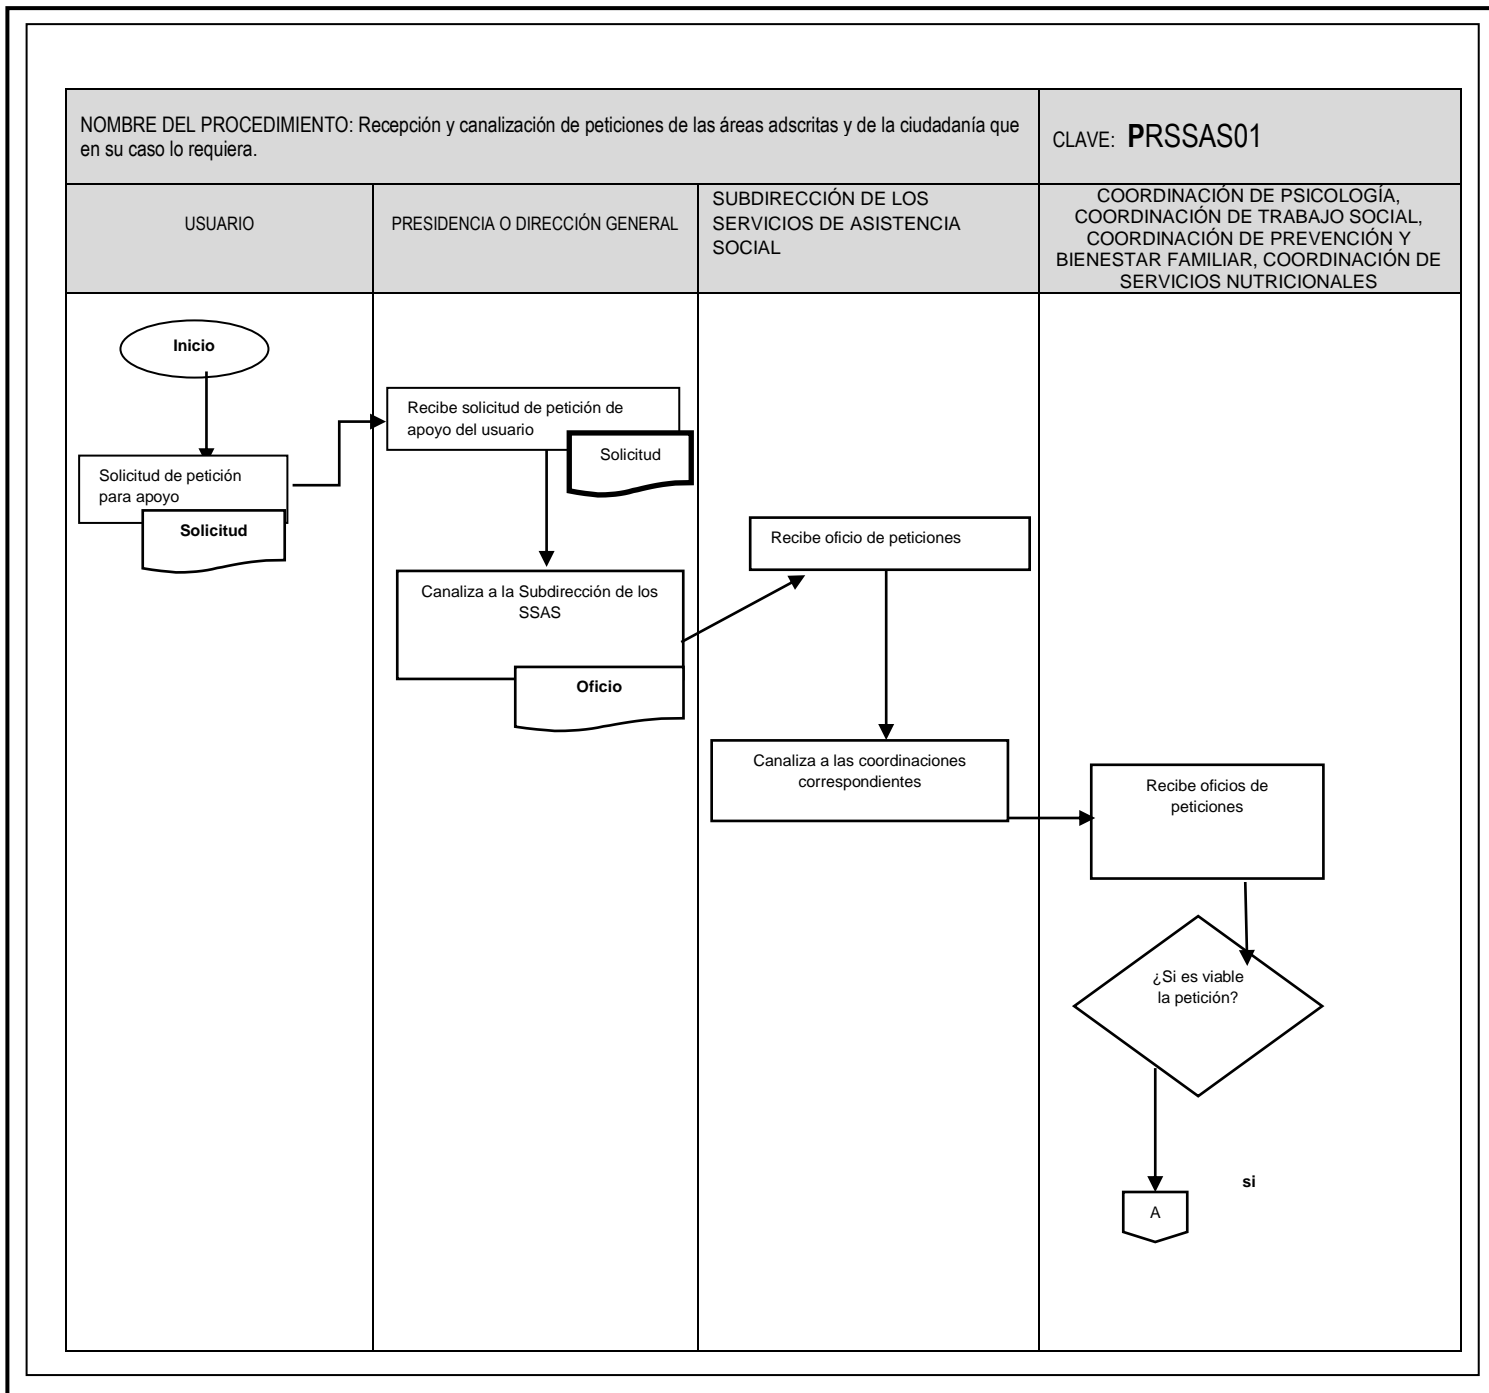 NOMBRE DEL PROCEDIMIENTO: Recepción y canalización de peticiones de las áreas adscritas y de la ciudadanía que
en su caso lo requiera.
CLAVE: PRSSAS01
USUARIO
PRESIDENCIA O DIRECCIÓN GENERAL
SUBDIRECCIÓN DE LOS
SERVICIOS DE ASISTENCIA
SOCIAL
COORDINACIÓN DE PSICOLOGÍA,
COORDINACIÓN DE TRABAJO SOCIAL,
COORDINACIÓN DE PREVENCIÓN Y
BIENESTAR FAMILIAR, COORDINACIÓN DE
SERVICIOS NUTRICIONALES
Inicio
Solicitud de petición
para apoyo
Solicitud
Recibe solicitud de petición de
apoyo del usuario
Solicitud
Canaliza a la Subdirección de los
SSAS
Oficio
Recibe oficio de peticiones
Canaliza a las coordinaciones
correspondientes
Recibe oficios de
peticiones
¿Si es viable
la petición?
si
A